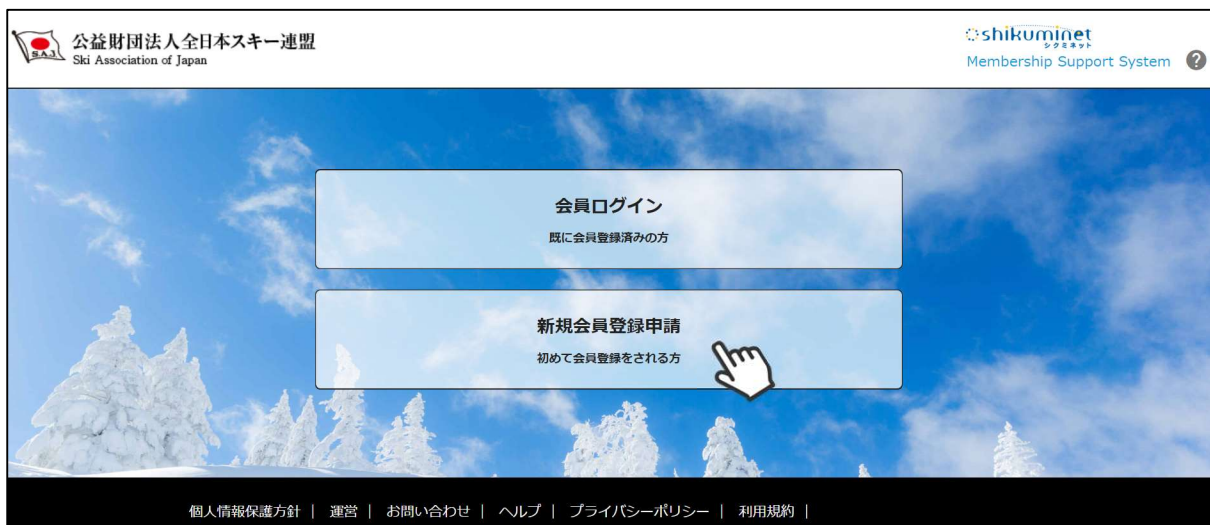 S.A.J
公益財団法人全日本スキー連盟
Ski Association of Japan
shikuminet
シクミネット
Membership Support System ?
会員ログイン
既に会員登録済みの方
新規会員登録申請
初めて会員登録をされる方
個人情報保護方針 | 運営 | お問い合わせ | ヘルプ | プライバシーポリシー | 利用規約 |